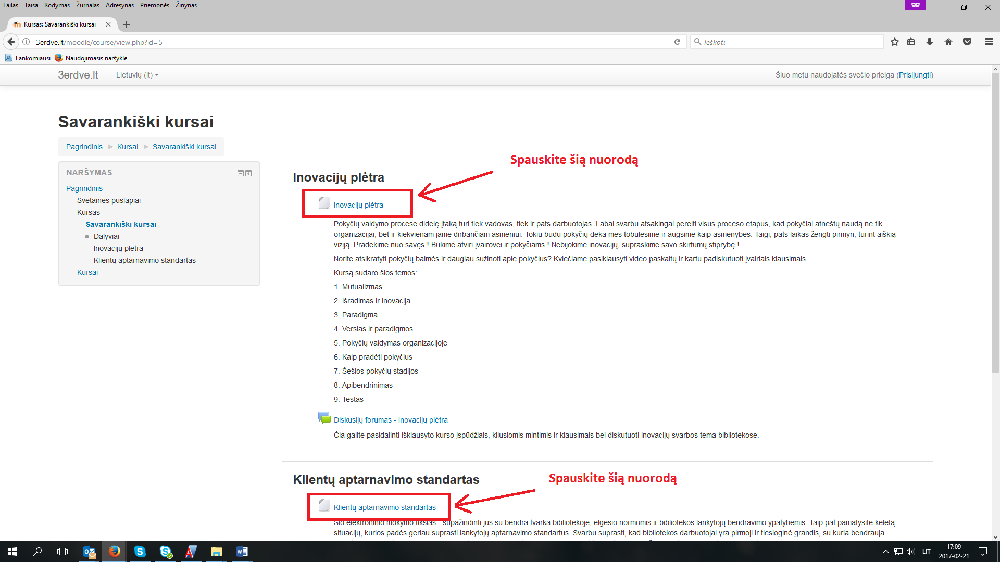 Failas Taisa Rodymas Žurnalas Adresynas Priemonės Žinynas
Kursas: Savarankiški kursai
3erdve.lt/moodle/course/view.php?id=5
Ieškoti
Lankomiausi Naudojimasis naršykle
3erdve.lt Lietuvių (lt) Šiuo metu naudojatės svečio prieiga (Prisijungti)
Savarankiški kursai
Pagrindinis Kursai Savarankiški kursai
NARŠYMAS
Pagrindinis
Svetainės puslapiai
Kursas
Savarankiški kursai
Dalyviai
Inovacijų plėtra
Klientų aptarnavimo standartas
Kursai
Spauskite šią nuorodą
Inovacijų plėtra
Inovacijų plėtra
Pokyčių valdymo procese didelę įtaką turi tiek vadovas, tiek ir pats darbuotojas. Labai svarbu atsakingai pereiti visus proceso etapus, kad pokyčiai atneštų naudą ne tik
organizacijai, bet ir kiekvienam jame dirbančiam asmeniui. Tokiu būdu pokyčių dėka mes tobulėsime ir augsime kaip asmenybės. Taigi, pats laikas žengti pirmyn, turint aiškią
viziją. Pradėkime nuo savęs ! Būkime atviri įvairovei ir pokyčiams ! Nebijokime inovacijų, supraskime savo skirtumų stiprybę !
Norite atsikratyti pokyčių baimės ir daugiau sužinoti apie pokyčius? Kviečiame pasiklausyti video paskaitų ir kartu padiskutuoti įvairiais klausimais.
Kursą sudaro šios temos:
1. Mutualizmas
2. išradimas ir inovacija
3. Paradigma
4. Verslas ir paradigmos
5. Pokyčių valdymas organizacijoje
6. Kaip pradėti pokyčius
7. Šešios pokyčių stadijos
8. Apibendrinimas
9. Testas
Diskusijų forumas - Inovacijų plėtra
Čia galite pasidalinti išklausyto kurso įspūdžiais, kilusiomis mintimis ir klausimais bei diskutuoti inovacijų svarbos tema bibliotekose.
Klientų aptarnavimo standartas
Spauskite šią nuorodą
Klientų aptarnavimo standartas
Šio elektroninio mokymo tikslas - supažindinti jus su bendra tvarka bibliotekoje, elgesio normomis ir bibliotekos lankytojų bendravimo ypatybėmis. Taip pat pamatysite keletą
situacijų, kurios padės geriau suprasti lankytojų aptarnavimo standartus. Svarbu suprasti, kad bibliotekos darbuotojai yra pirmoji ir tiesioginė grandis, su kuria bendrauja
LIT
17:09
2017-02-21